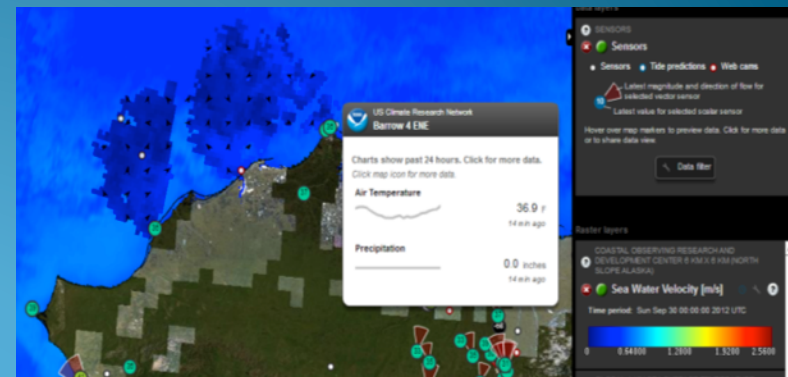 Data layers
SENSORS
Sensors
Sensors
Tide predictions
Web cams
Latest magnitude and direction of flow for
selected vector sensor
10
Latest value for selected scalar sensor
Hover over map markers to preview data. Click for more data
or to share data view.
Data filter
US Climate Research Network
Barrow 4 ENE
Charts show past 24 hours. Click for more data.
Click map icon for more data.
Air Temperature
36.9 F
14 min ago
Precipitation
0.0 inches
14 min ago
Raster layers
COASTAL OBSERVING RESEARCH AND
DEVELOPMENT CENTER 6 KM X 6 KM (NORTH
SLOPE ALASKA)
Sea Water Velocity [m/s]
Time period: Sun Sep 30 00:00:00 2012 UTC
0 0.64000 1.2800 1.9200 2.5600